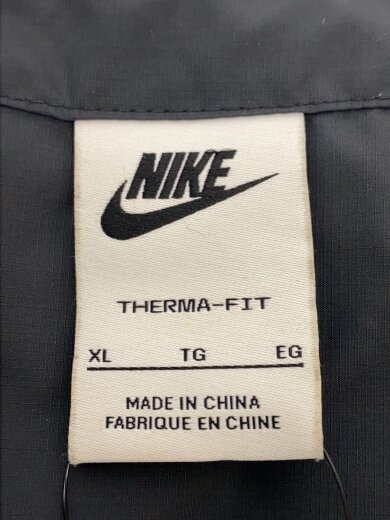 NIKE
THERMA-FIT
XL TG EG
MADE IN CHINA
FABRIQUE EN CHINE